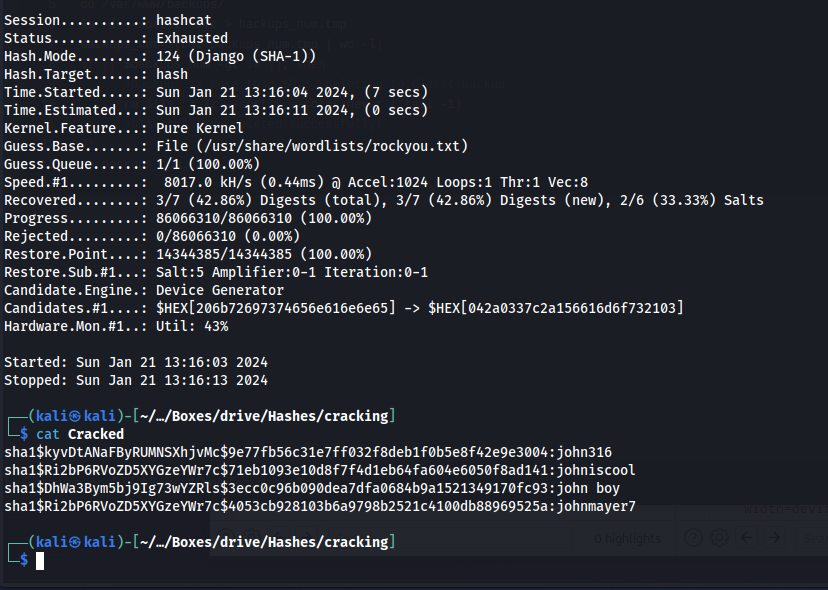 Session..........: hashcat
Status...........: Exhausted
Hash.Mode........: 124 (Django (SHA-1))
Hash.Target......: hash
Time.Started.....: Sun Jan 21 13:16:04 2024, (7 secs)
Time.Estimated...: Sun Jan 21 13:16:11 2024, (0 secs)
Kernel.Feature...: Pure Kernel
Guess.Base.......: File (/usr/share/wordlists/rockyou.txt)
Guess.Queue......: 1/1 (100.00%)
Speed.#1.........:  8017.0 kH/s (0.44ms) @ Accel:1024 Loops:1 Thr:1 Vec:8
Recovered........: 3/7 (42.86%) Digests (total), 3/7 (42.86%) Digests (new), 2/6 (33.33%) Salts
Progress.........: 86066310/86066310 (100.00%)
Rejected.........: 0/86066310 (0.00%)
Restore.Point....: 14344385/14344385 (100.00%)
Restore.Sub.#1...: Salt:5 Amplifier:0-1 Iteration:0-1
Candidate.Engine.: Device Generator
Candidates.#1....: $HEX[206b72697374656e616e6e65] -> $HEX[042a0337c2a156616d6f732103]
Hardware.Mon.#1..: Util: 43%
Started: Sun Jan 21 13:16:03 2024
Stopped: Sun Jan 21 13:16:13 2024
┌──(kali㉿kali)-[~/…/Boxes/drive/Hashes/cracking]
└─$ cat Cracked
sha1$kyvDtANaFByRUMNSXhjvMc$9e77fb56c31e7ff032f8deb1f0b5e8f42e9e3004:john316
sha1$Ri2bP6RVoZD5XYGzeYWr7c$71eb1093e10d8f7f4d1eb64fa604e6050f8ad141:johniscool
sha1$DhWa3Bym5bj9Ig73wYZRls$3ecc0c96b090dea7dfa0684b9a1521349170fc93:john boy
sha1$Ri2bP6RVoZD5XYGzeYWr7c$4053cb928103b6a9798b2521c4100db88969525a:johnmayer7
┌──(kali㉿kali)-[~/…/Boxes/drive/Hashes/cracking]
0 highlights
└─$